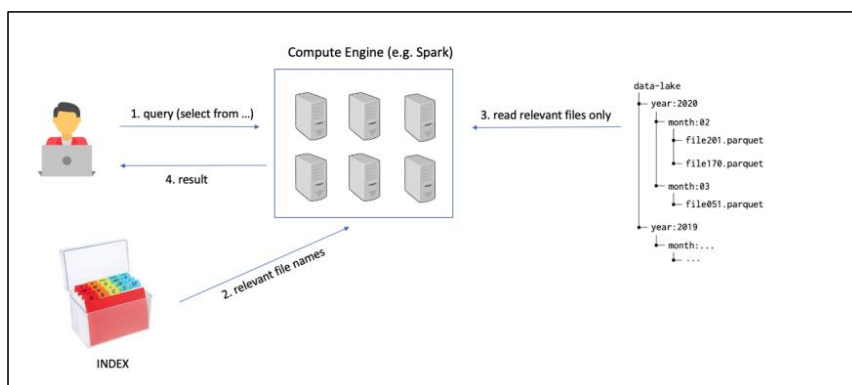 Compute Engine (e.g. Spark)
1. query (select from ...)
4. result
3. read relevant files only
data-lake
year:2020
month:02
file201.parquet
file170.parquet
month:03
file051.parquet
year:2019
month:...
...
2. relevant file names
INDEX